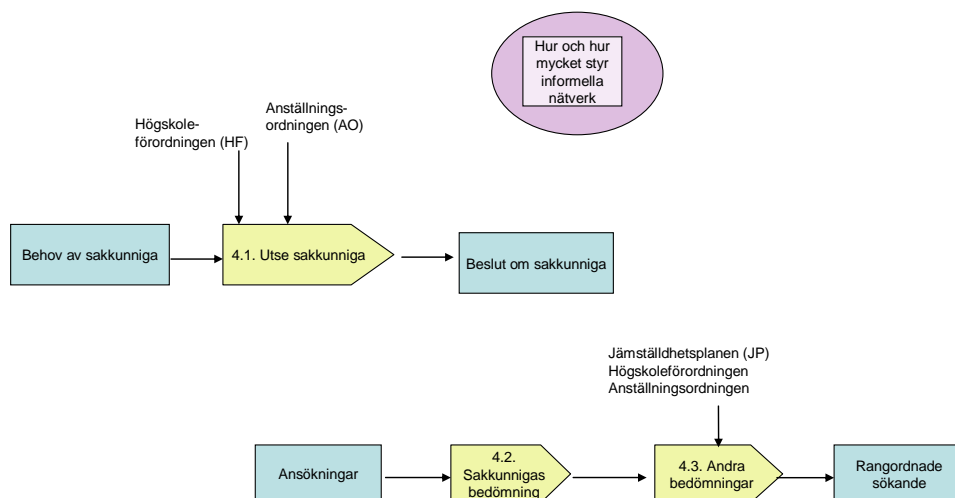 Hur och hur
mycket styr
informella
nätverk
Anställnings-
ordningen (AO)
Högskole-
förordningen (HF)
Behov av sakkunniga
4.1. Utse sakkunniga
Beslut om sakkunniga
Jämställdhetsplanen (JP)
Högskoleförordningen
Anställningsordningen
Ansökningar
4.2.
Sakkunnigas
bedömning
4.3. Andra
bedömningar
Rangordnade
sökande